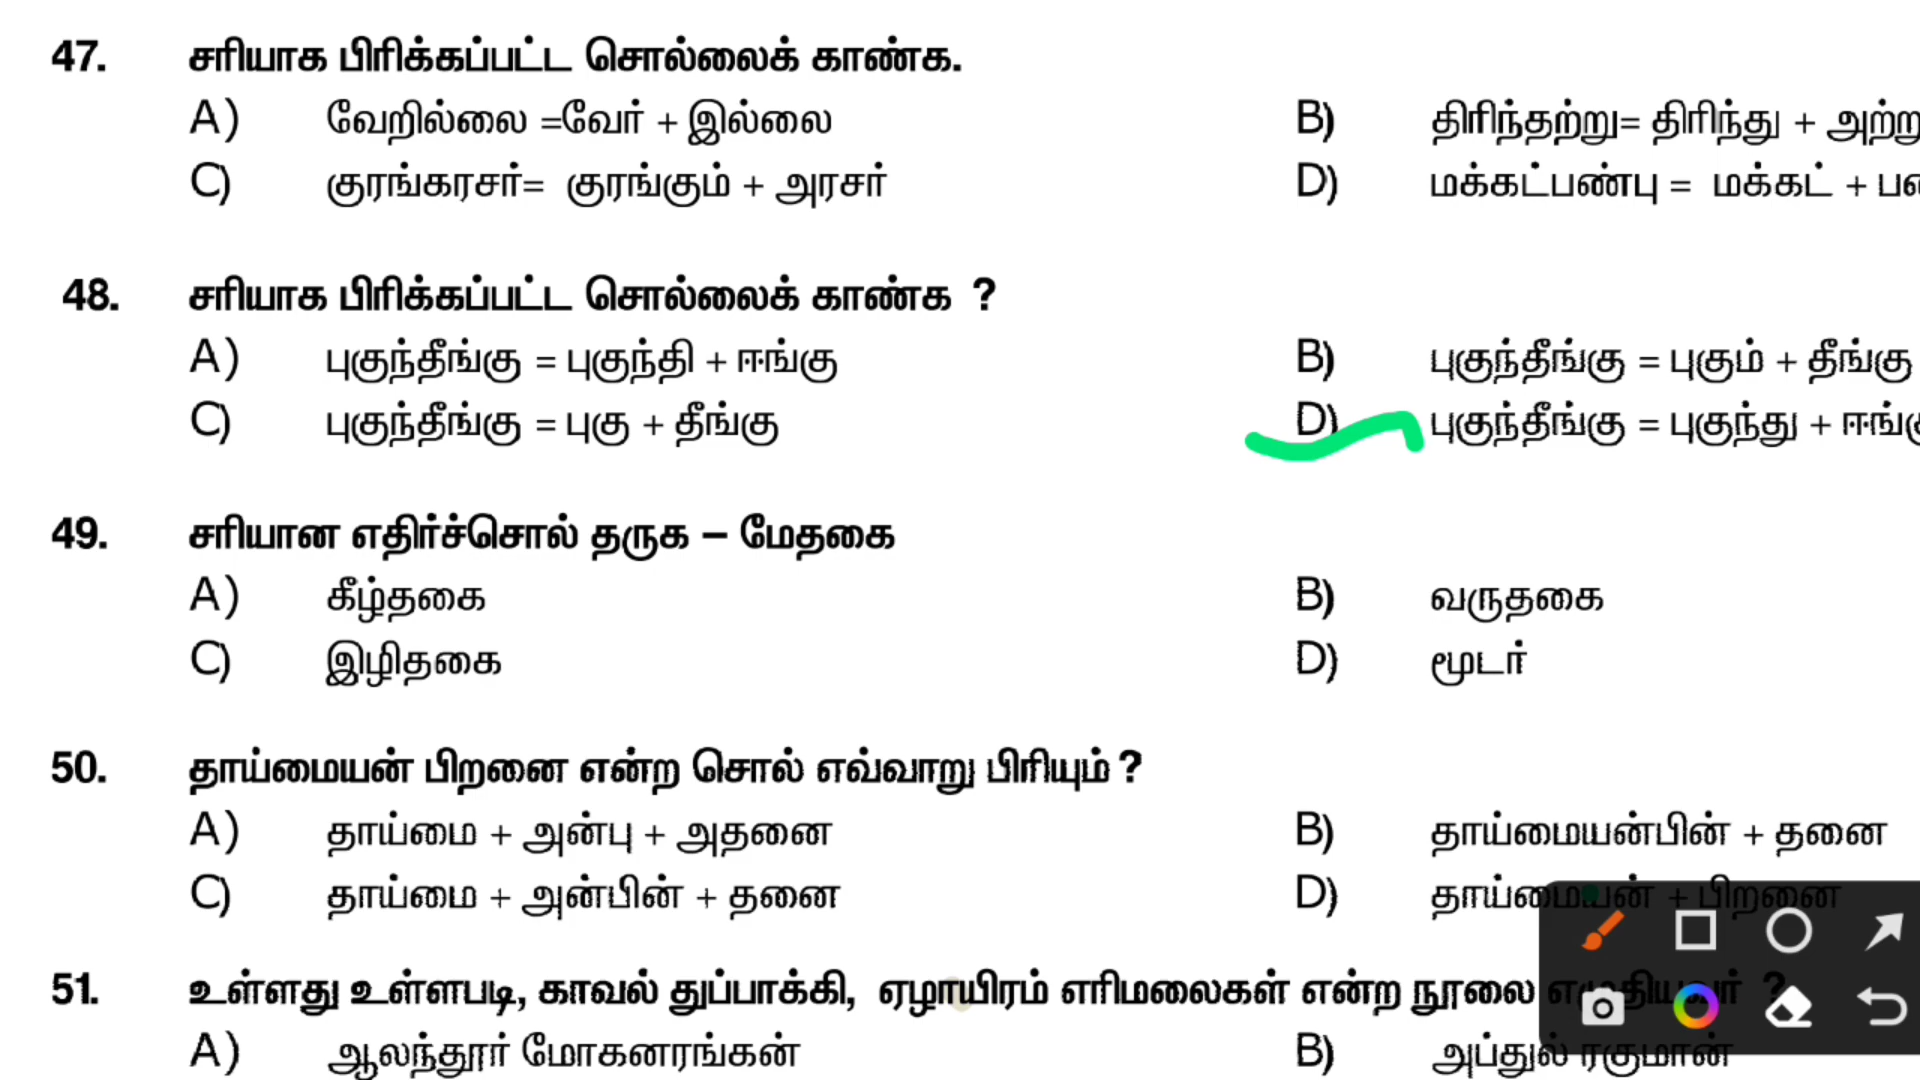 47. சரியாக பிரிக்கப்பட்ட சொல்லைக் காண்க.
A) வேறில்லை =வேர் + இல்லை B) திரிந்தற்று= திரிந்து + அற்று
C) குரங்கரசர்= குரங்கும் + அரசர் D) மக்கட்பண்பு = மக்கட் +
48. சரியாக பிரிக்கப்பட்ட சொல்லைக் காண்க ?
A) புகுந்தீங்கு = புகுந்தி + ஈங்கு B) புகுந்தீங்கு = புகும் + தீங்கு
C) புகுந்தீங்கு = புகு + தீங்கு D) புகுந்தீங்கு = புகுந்து + ஈங்கு
49. சரியான எதிர்ச்சொல் தருக – மேதகை
A) கீழ்தகை B) வருதகை
C) இழிதகை D) மூடர்
50. தாய்மையன் பிறனை என்ற சொல் எவ்வாறு பிரியும் ?
A) தாய்மை + அன்பு + அதனை B) தாய்மையன்பின் + தனை
C) தாய்மை + அன்பின் + தனை D) தாய்மையன் + பிறனை
51. உள்ளது உள்ளபடி, காவல் துப்பாக்கி, ஏழாயிரம் எரிமலைகள் என்ற நூலை எழுதியவர் ?
A) ஆலந்தூர் மோகனரங்கன் B) அப்துல் ரகுமான்